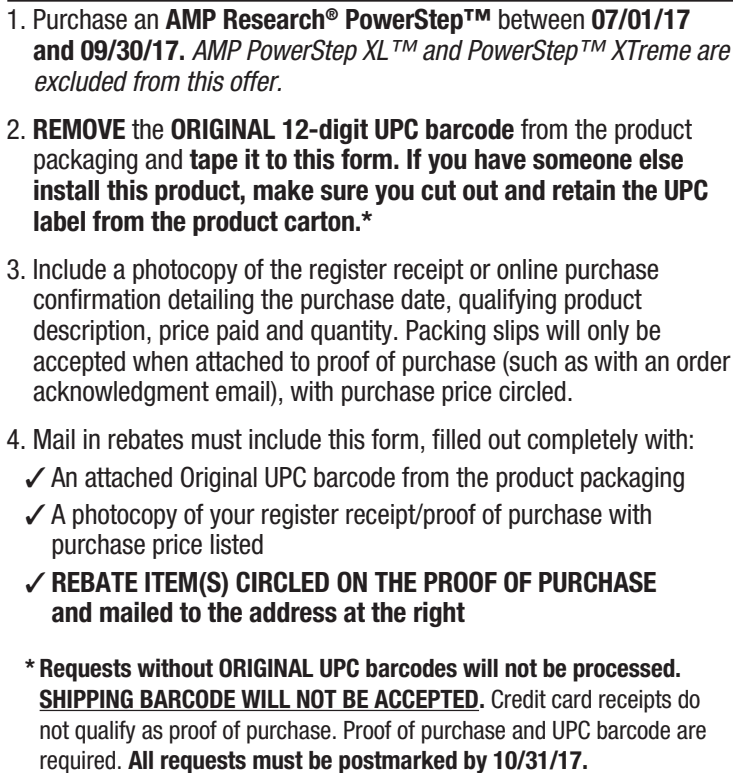 1. Purchase an AMP Research® PowerStep™ between 07/01/17
and 09/30/17. AMP PowerStep XL™ and PowerStep™ XTreme are
excluded from this offer.
2. REMOVE the ORIGINAL 12-digit UPC barcode from the product
packaging and tape it to this form. If you have someone else
install this product, make sure you cut out and retain the UPC
label from the product carton.*
3. Include a photocopy of the register receipt or online purchase
confirmation detailing the purchase date, qualifying product
description, price paid and quantity. Packing slips will only be
accepted when attached to proof of purchase (such as with an order
acknowledgment email), with purchase price circled.
4. Mail in rebates must include this form, filled out completely with:
✓ An attached Original UPC barcode from the product packaging
✓ A photocopy of your register receipt/proof of purchase with
purchase price listed
✓ REBATE ITEM(S) CIRCLED ON THE PROOF OF PURCHASE
and mailed to the address at the right
* Requests without ORIGINAL UPC barcodes will not be processed.
SHIPPING BARCODE WILL NOT BE ACCEPTED. Credit card receipts do
not qualify as proof of purchase. Proof of purchase and UPC barcode are
required. All requests must be postmarked by 10/31/17.